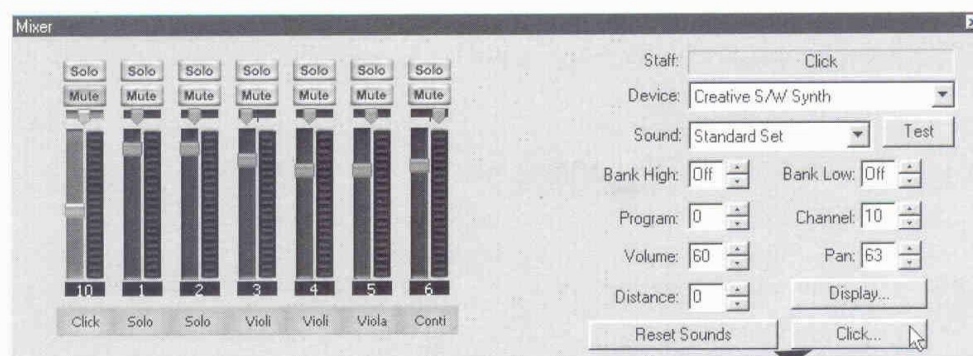 Mixer
Solo Solo Solo Solo Solo Solo Solo
Mute Mute Mute Mute Mute Mute Mute
10 1 2 3 4 5 6
Click Solo Solo Violi Violi Viola Conti
Staff: Click
Device: Creative S/W Synth
Sound: Standard Set Test
Bank High: Off Bank Low: Off
Program: 0 Channel: 10
Volume: 60 Pan: 63
Distance: 0 Display...
Reset Sounds Click...